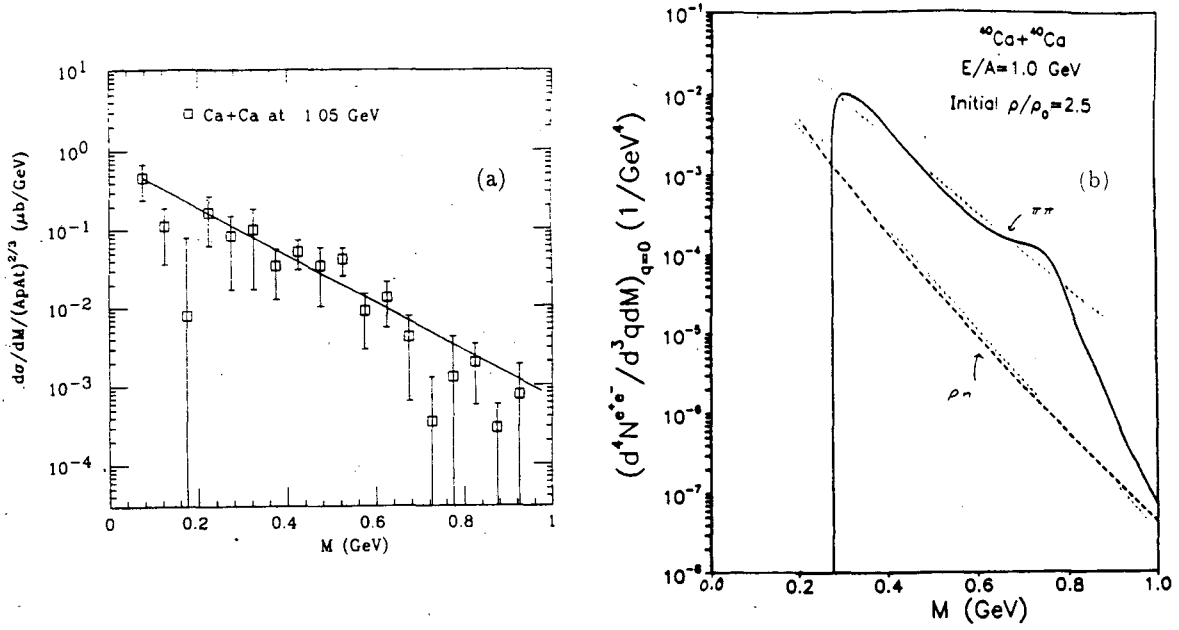 10¹
10⁰
10⁻¹
10⁻²
10⁻³
10⁻⁴
dσ/dM/(ApAt)²ᐟ³ (μb/GeV)
Ca+Ca at 1.05 GeV
(a)
0 0.2 0.4 0.6 0.8 1
M (GeV)
10⁻¹
10⁻²
10⁻³
10⁻⁴
10⁻⁵
10⁻⁶
10⁻⁷
10⁻⁸
(d⁴N^{e⁺e⁻}/d³qdM)_{q=0} (1/GeV⁴)
⁴⁰Ca+⁴⁰Ca
E/A=1.0 GeV
Initial ρ/ρ₀=2.5
(b)
ππ
pn
0.0 0.2 0.4 0.6 0.8 1.0
M (GeV)